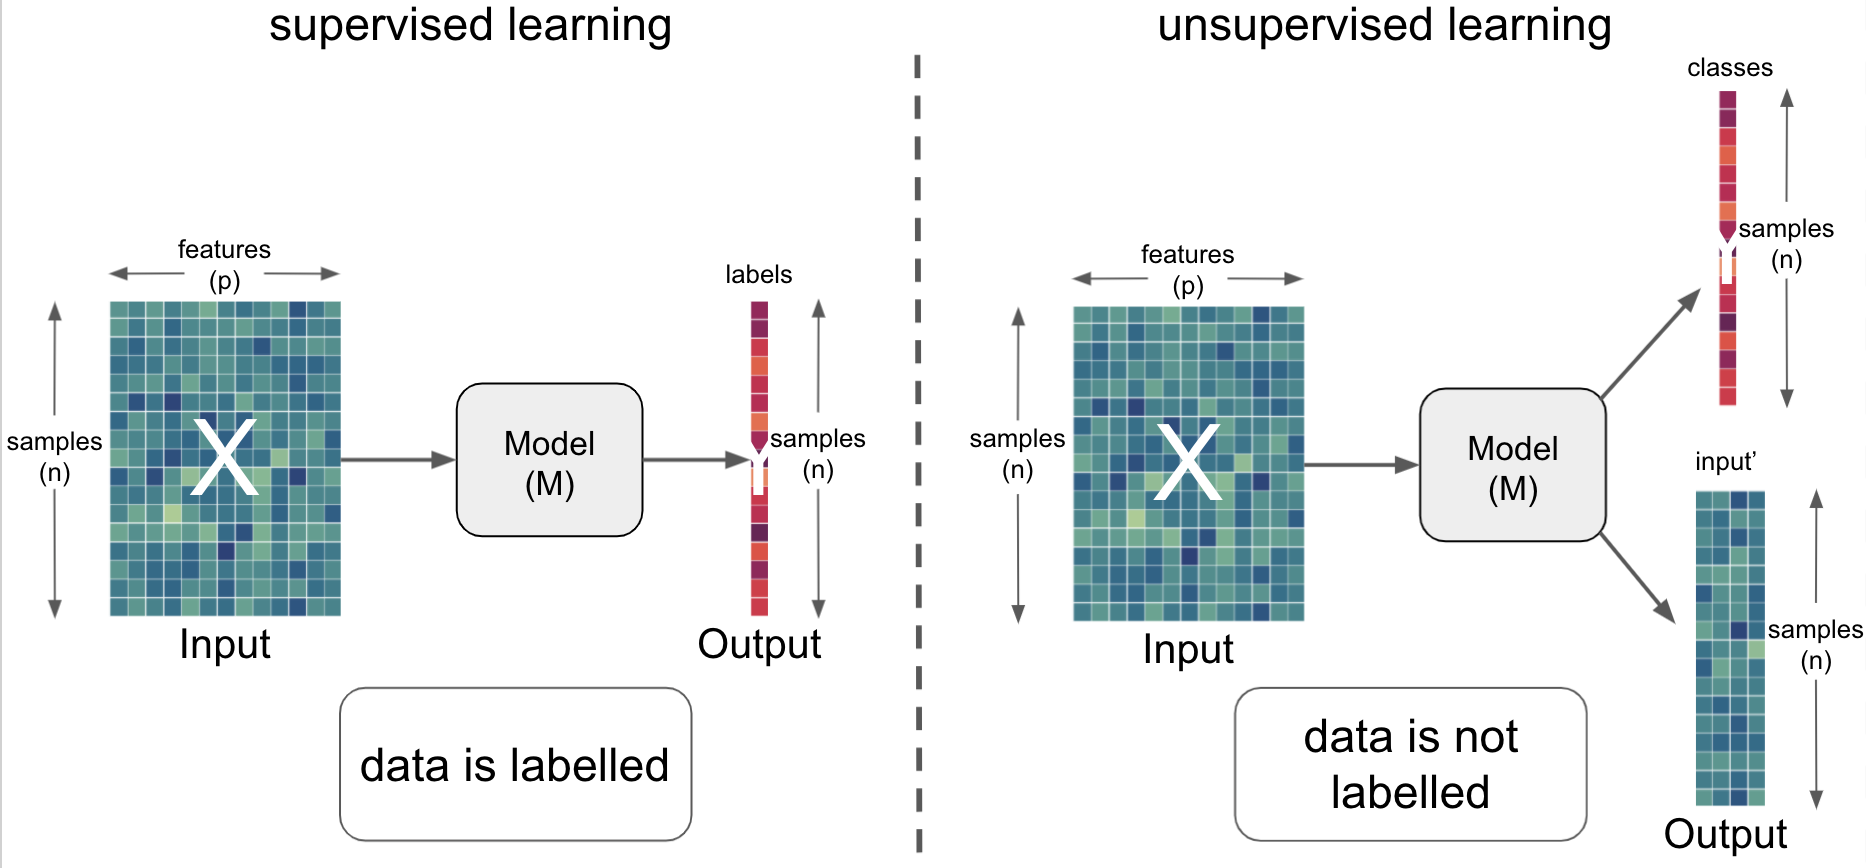 supervised learning
features
(p)
samples
(n)
X
Input
Model
(M)
labels
Y
samples
(n)
Output
data is labelled
unsupervised learning
features
(p)
samples
(n)
X
Input
Model
(M)
classes
Y
samples
(n)
input’
samples
(n)
Output
data is not
labelled